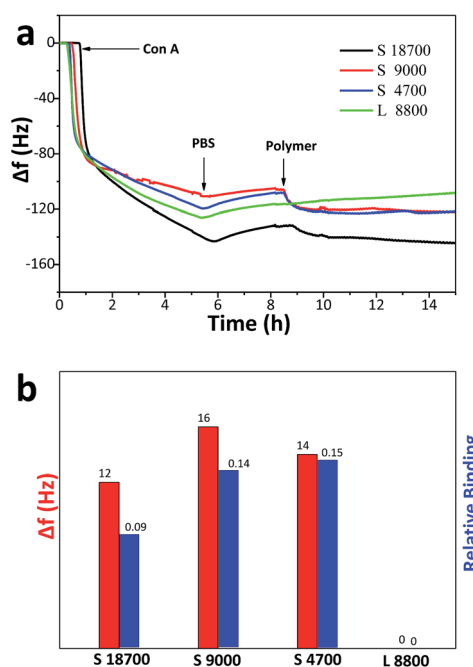 a
Con A
S 18700
S 9000
S 4700
L 8800
PBS
Polymer
0
-40
-80
-120
-160
Δf (Hz)
0 2 4 6 8 10 12 14
Time (h)
b
12
0.09
16
0.14
14
0.15
0 0
Δf (Hz)
Relative Binding
S 18700 S 9000 S 4700 L 8800